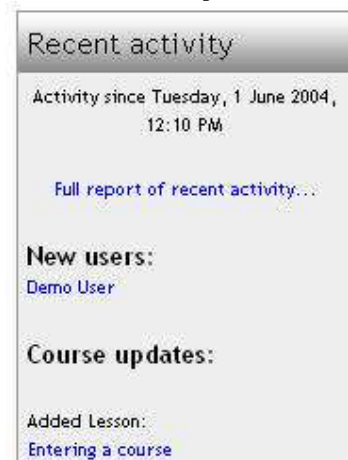 Recent activity
Activity since Tuesday, 1 June 2004,
12:10 PM
Full report of recent activity...
New users:
Demo User
Course updates:
Added Lesson:
Entering a course